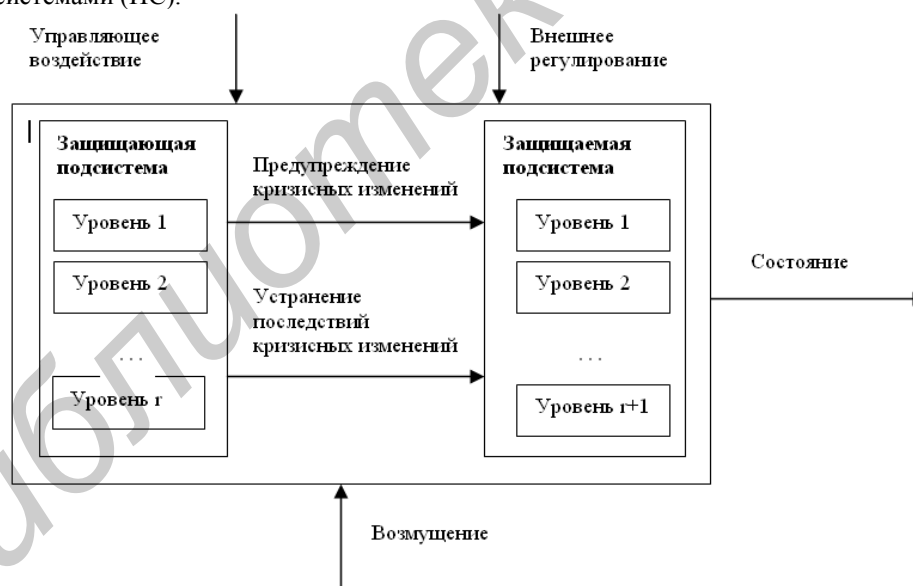 системами (ПС).
Управляющее
воздействие
Внешнее
регулирование
Защищающая
подсистема
Уровень 1
Уровень 2
...
Уровень r
Предупреждение
кризисных изменений
Устранение
последствий
кризисных изменений
Защищаемая
подсистема
Уровень 1
Уровень 2
...
Уровень r+1
Состояние
Возмущение